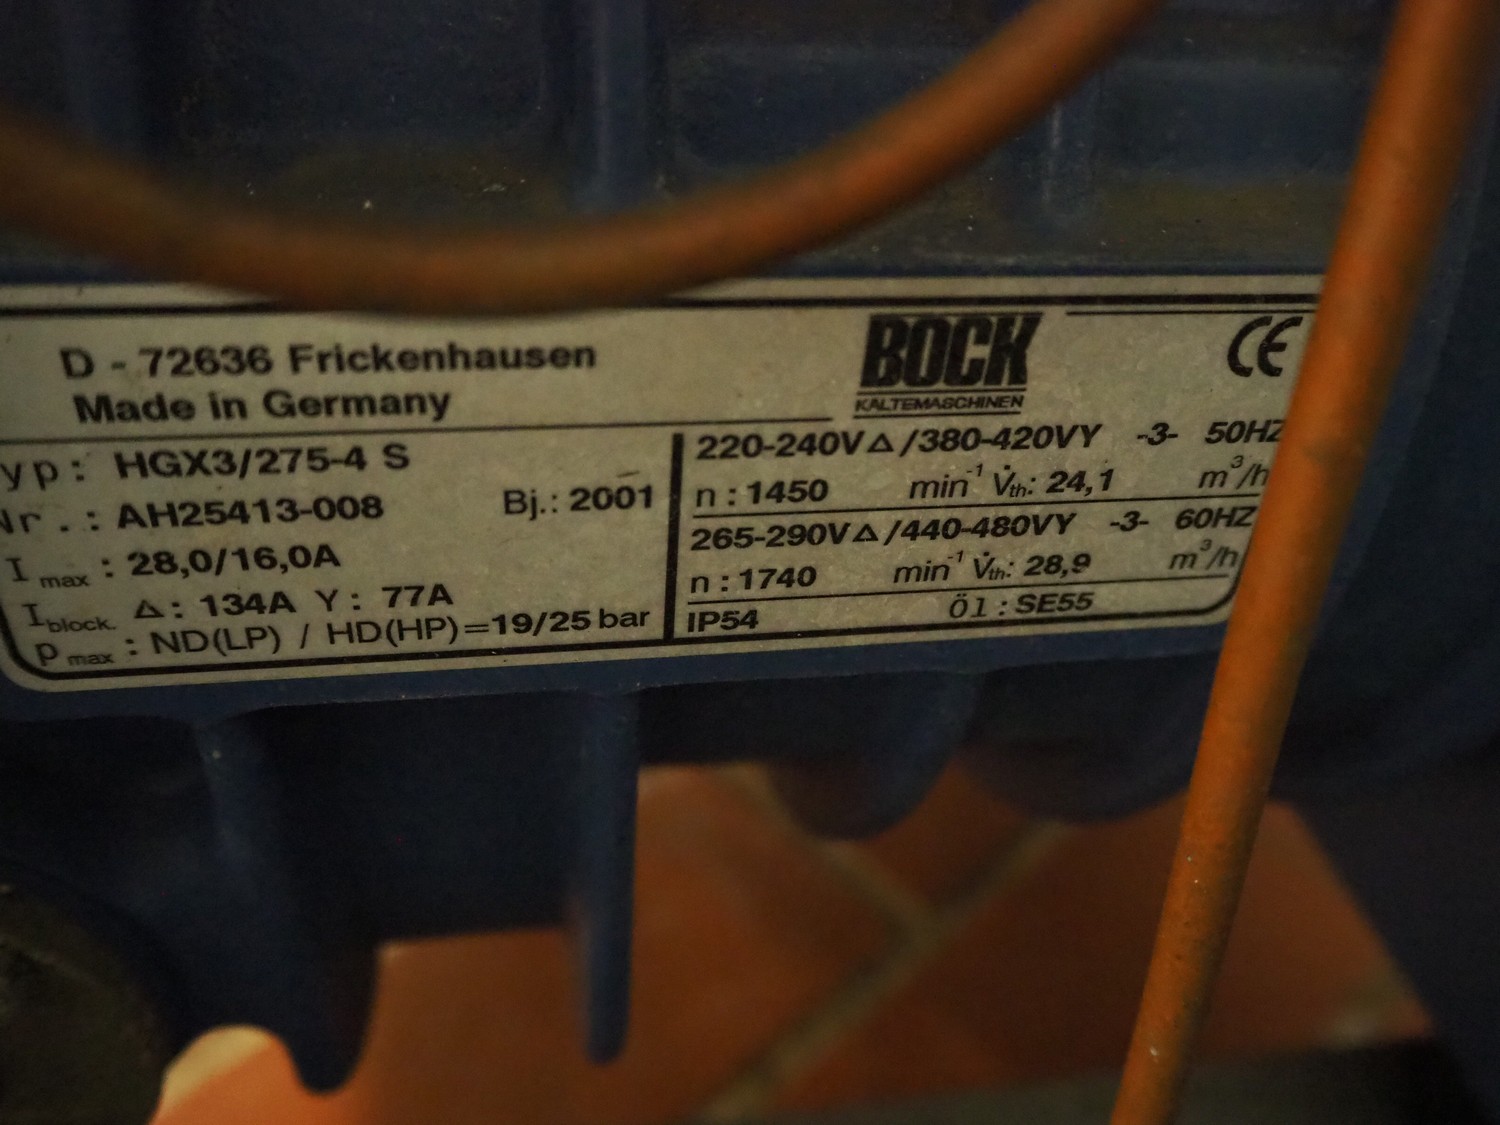 D - 72636 Frickenhausen
Made in Germany
BOCK
KÄLTEMASCHINEN
CE
yp: HGX3/275-4 S
Nr.: AH25413-008 Bj.: 2001
I max : 28,0/16,0A
I block. Δ: 134A Y: 77A
p max : ND(LP) / HD(HP)=19/25 bar
220-240V Δ /380-420VY -3- 50HZ
n : 1450 min⁻¹ V̇th: 24,1 m³/h
265-290V Δ /440-480VY -3- 60HZ
n : 1740 min⁻¹ V̇th: 28,9 m³/h
IP54 Öl : SE55